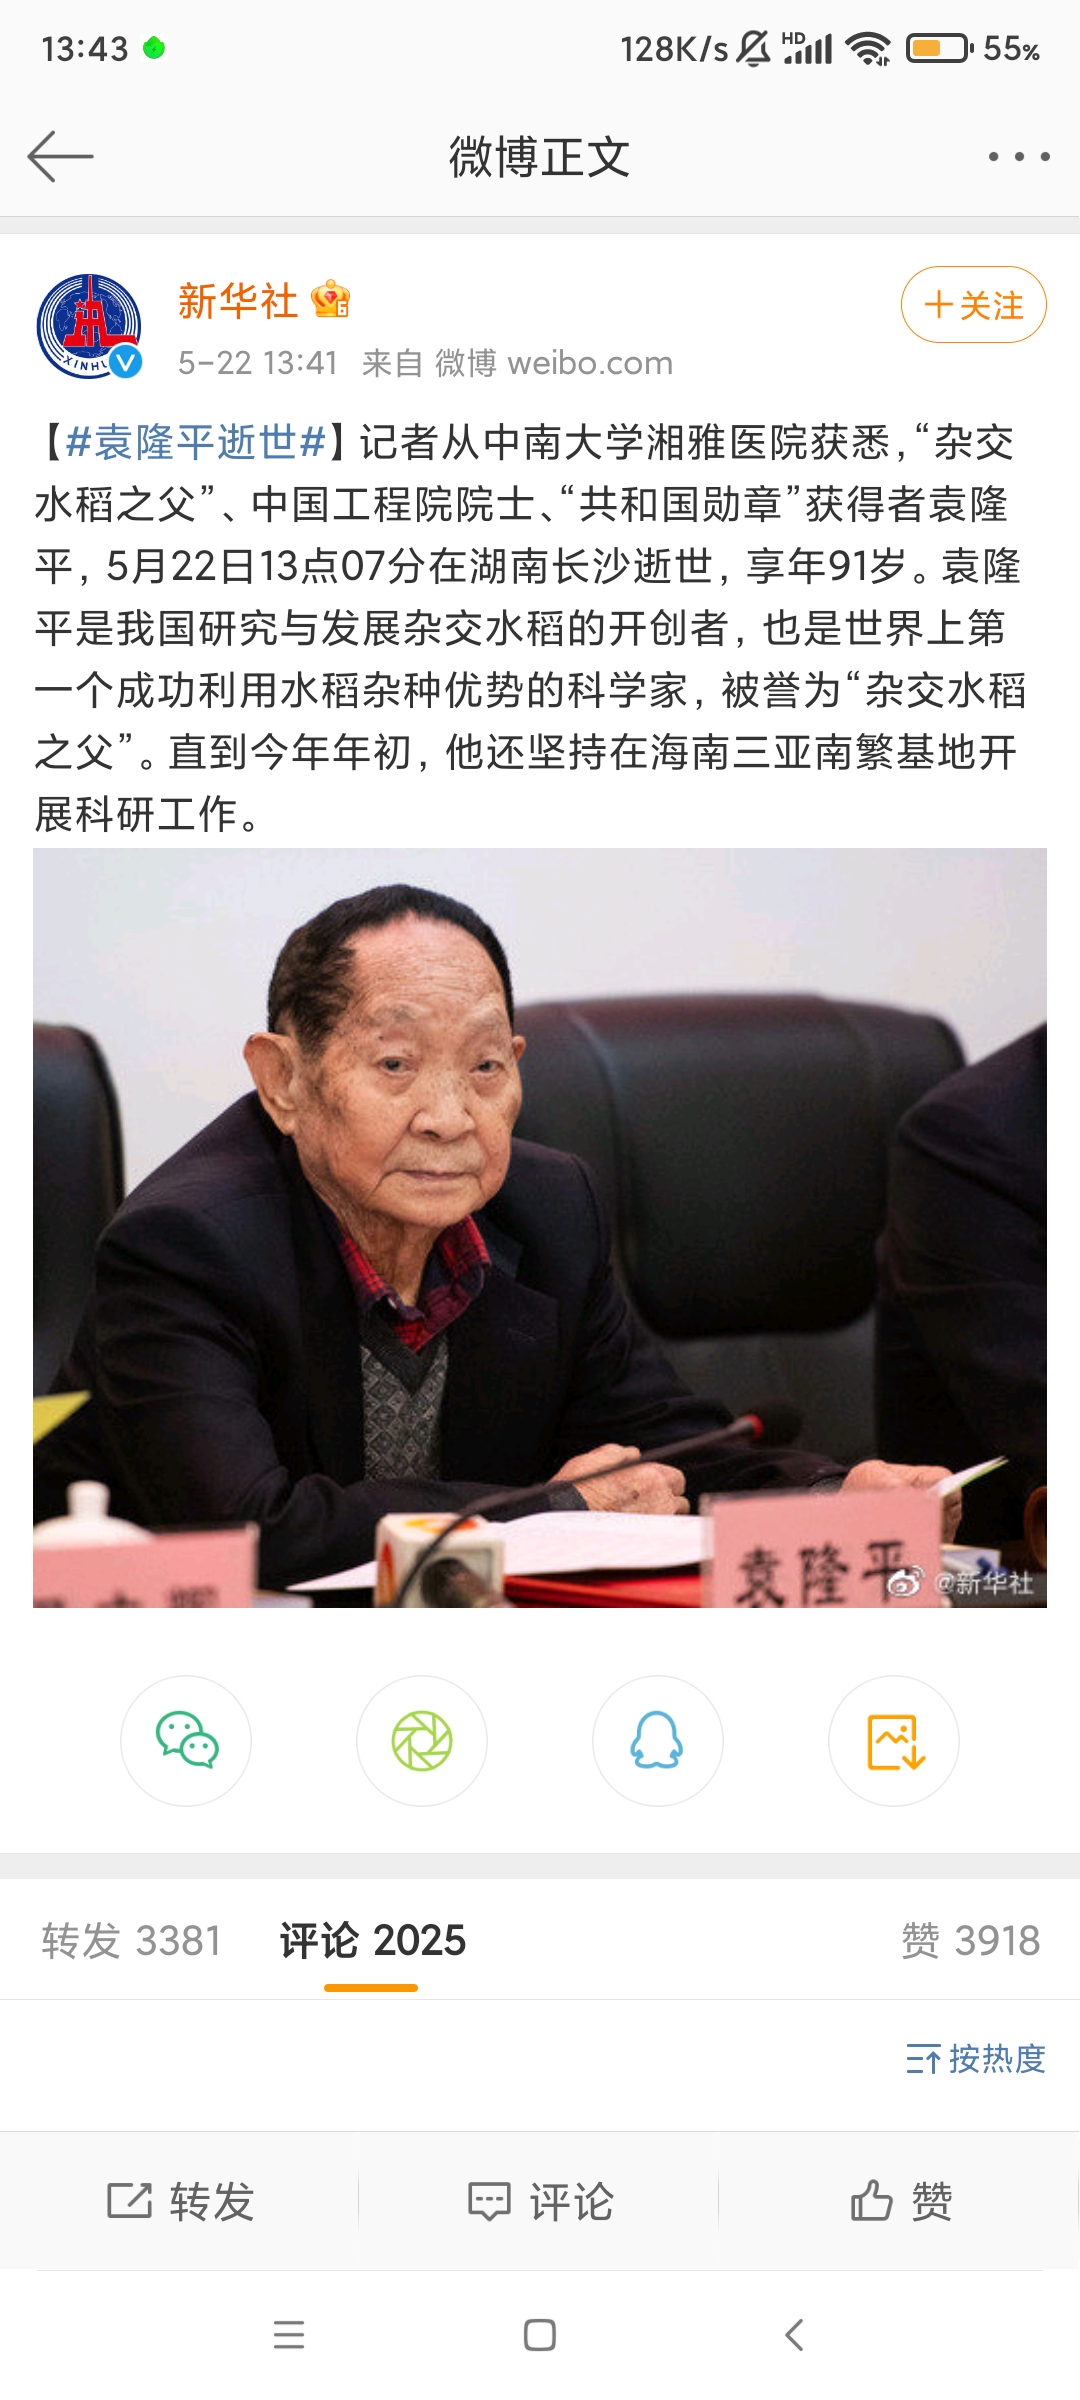 13:43
128K/s HD 55%
微博正文
新华社
+关注
XINHU
5-22 13:41 来自 微博 weibo.com
【#袁隆平逝世#】记者从中南大学湘雅医院获悉,“杂交
水稻之父”、中国工程院院士、“共和国勋章”获得者袁隆
平, 5月22日13点07分在湖南长沙逝世, 享年91岁。袁隆
平是我国研究与发展杂交水稻的开创者, 也是世界上第
一个成功利用水稻杂种优势的科学家, 被誉为“杂交水稻
之父”。直到今年年初, 他还坚持在海南三亚南繁基地开
展科研工作。
袁隆平
@新华社
转发 3381 评论 2025 赞 3918
按热度
转发 评论 赞